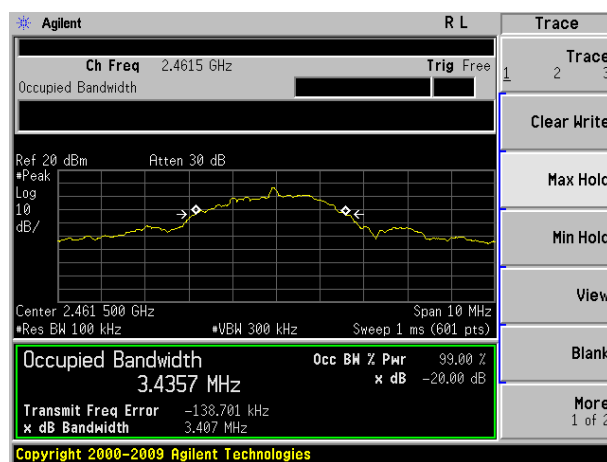 Agilent R L Trace
Ch Freq 2.4615 GHz Trig Free
Occupied Bandwidth
Trace
1 2 3
Clear Write
Max Hold
Min Hold
View
Blank
More
1 of 2
Ref 20 dBm Atten 30 dB
#Peak
Log
10
dB/
Center 2.461 500 GHz Span 10 MHz
#Res BW 100 kHz #VBW 300 kHz Sweep 1 ms (601 pts)
Occupied Bandwidth Occ BW % Pwr 99.00 %
3.4357 MHz x dB -20.00 dB
Transmit Freq Error -138.701 kHz
x dB Bandwidth 3.407 MHz
Copyright 2000-2009 Agilent Technologies